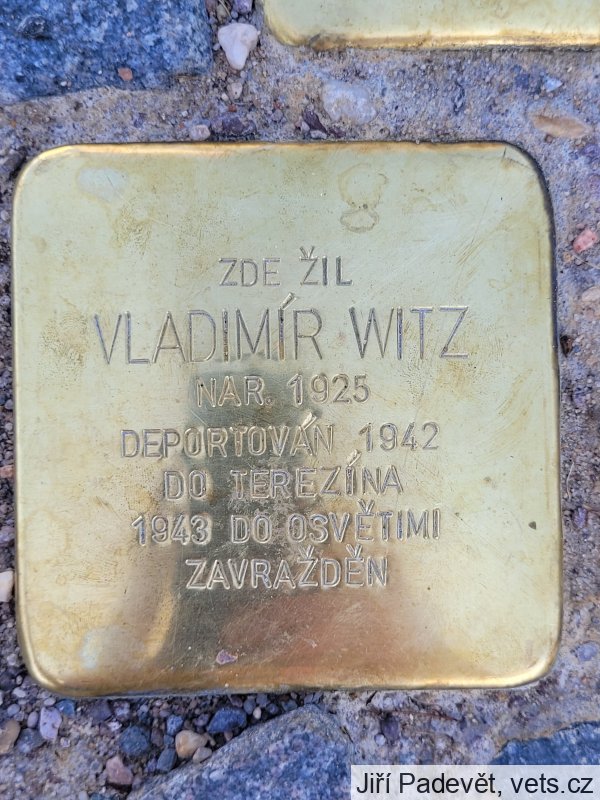 ZDE ŽIL
VLADIMÍR WITZ
NAR. 1925
DEPORTOVÁN 1942
DO TEREZÍNA
1943 DO OSVĚTIMI
ZAVRAŽDĚN
Jiří Padevět, vets.cz